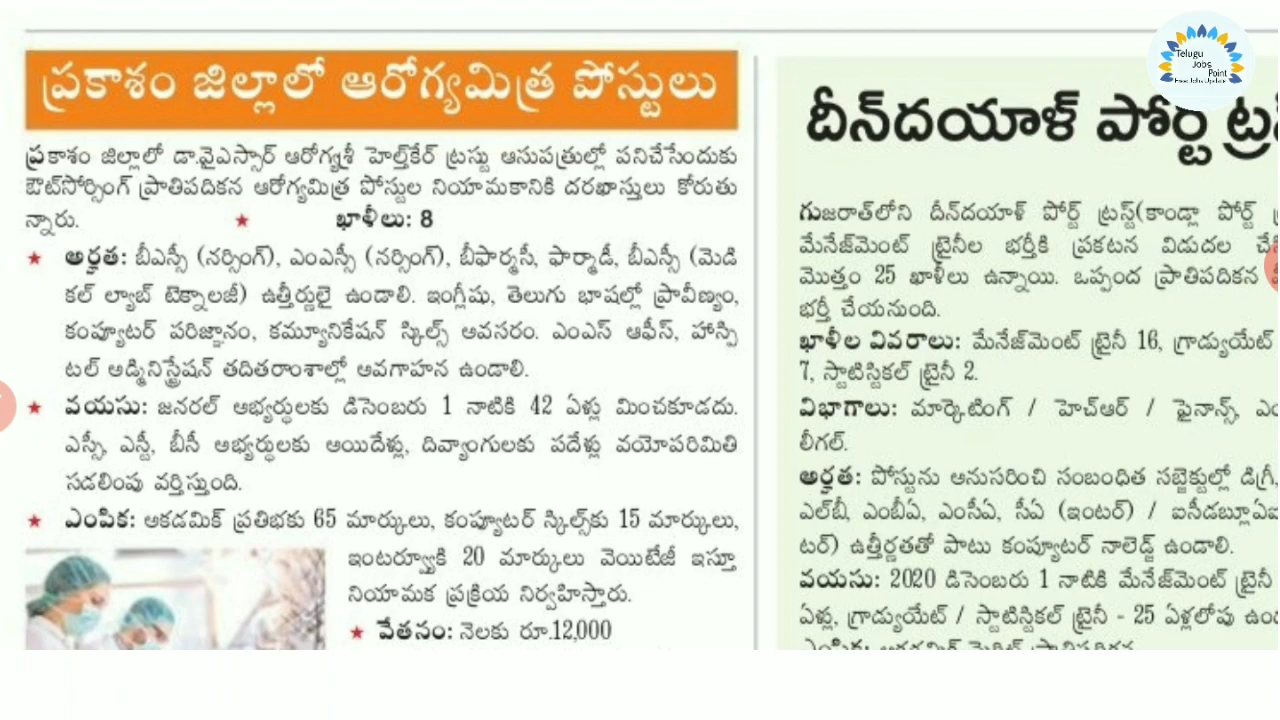 ప్రకాశం జిల్లాలో ఆరోగ్యమిత్ర పోస్టులు
ప్రకాశం జిల్లాలో డా.వైఎస్సార్ ఆరోగ్యశ్రీ హెల్త్‌కేర్ ట్రస్టు ఆసుపత్రుల్లో పనిచేసేందుకు
ఔట్‌సోర్సింగ్ ప్రాతిపదికన ఆరోగ్యమిత్ర పోస్టుల నియామకానికి దరఖాస్తులు కోరుతు
న్నారు. ★ ఖాళీలు: 8
★ అర్హత: బీఎస్సీ (నర్సింగ్), ఎంఎస్సీ (నర్సింగ్), బీఫార్మసీ, ఫార్మాడీ, బీఎస్సీ (మెడి
కల్ ల్యాబ్ టెక్నాలజీ) ఉత్తీర్ణులై ఉండాలి. ఇంగ్లీషు, తెలుగు భాషల్లో ప్రావీణ్యం,
కంప్యూటర్ పరిజ్ఞానం, కమ్యూనికేషన్ స్కిల్స్ అవసరం. ఎంఎస్ ఆఫీస్, హాస్పి
టల్ అడ్మినిస్ట్రేషన్ తదితరాంశాల్లో అవగాహన ఉండాలి.
★ వయసు: జనరల్ అభ్యర్థులకు డిసెంబరు 1 నాటికి 42 ఏళ్లు మించకూడదు.
ఎస్సీ, ఎస్టీ, బీసీ అభ్యర్థులకు అయిదేళ్లు, దివ్యాంగులకు పదేళ్లు వయోపరిమితి
సడలింపు వర్తిస్తుంది.
★ ఎంపిక: అకడమిక్ ప్రతిభకు 65 మార్కులు, కంప్యూటర్ స్కిల్స్‌కు 15 మార్కులు,
ఇంటర్వ్యూకి 20 మార్కులు వెయిటేజీ ఇస్తూ
నియామక ప్రక్రియ నిర్వహిస్తారు.
★ వేతనం: నెలకు రూ.12,000
Telugu
Jobs
Point
దీన్‌దయాళ్ పోర్ట్
గుజరాత్‌లోని దీన్‌దయాళ్ పోర్ట్ ట్రస్ట్(కాండ్లా పోర్ట్
మేనేజ్‌మెంట్ ట్రైనీల భర్తీకి ప్రకటన విడుదల
మొత్తం 25 ఖాళీలు ఉన్నాయి. ఒప్పంద ప్రాతిపదికన
భర్తీ చేయనుంది.
ఖాళీల వివరాలు: మేనేజ్‌మెంట్ ట్రైనీ 16, గ్రాడ్యుయేట్
7, స్టాటిస్టికల్ ట్రైనీ 2.
విభాగాలు: మార్కెటింగ్ / హెచ్ఆర్ / ఫైనాన్స్,
లీగల్.
అర్హత: పోస్టును అనుసరించి సంబంధిత సబ్జెక్టుల్లో డిగ్రీ,
ఎల్‌బీ, ఎంబీఏ, ఎంసీఏ, సీఏ (ఇంటర్) /
టర్) ఉత్తీర్ణతతో పాటు కంప్యూటర్ నాలెడ్జ్ ఉండాలి.
వయసు: 2020 డిసెంబరు 1 నాటికి మేనేజ్‌మెంట్ ట్రైనీ
ఏళ్లు, గ్రాడ్యుయేట్ / స్టాటిస్టికల్ ట్రైనీ - 25 ఏళ్లలోపు